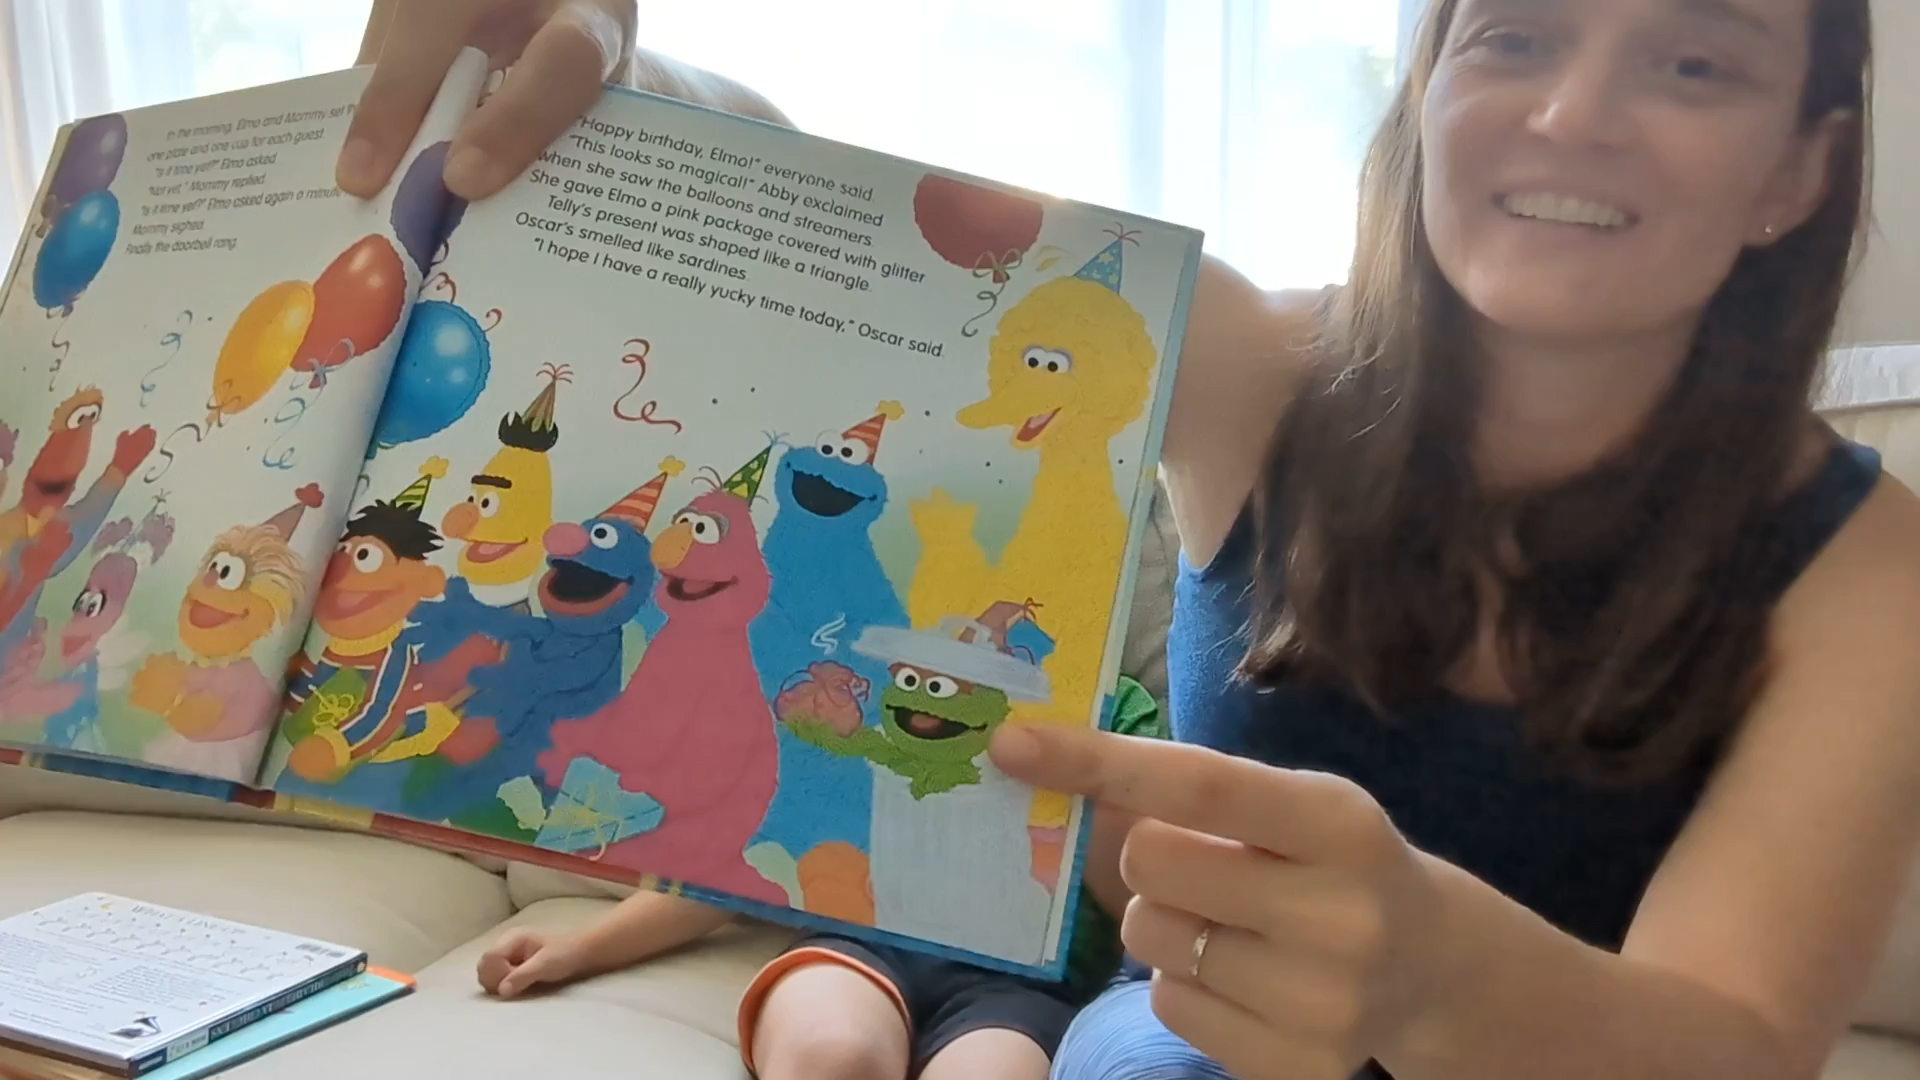 In the morning, Elmo and Mommy set
one plate and one cup for each guest.
"Is it time yet?" Elmo asked.
"Not yet," Mommy replied.
"Is it time yet?" Elmo asked again a minute
Mommy sighed.
Finally the doorbell rang.
"Happy birthday, Elmo!" everyone said.
"This looks so magical!" Abby exclaimed
when she saw the balloons and streamers.
She gave Elmo a pink package covered with glitter.
Telly's present was shaped like a triangle.
Oscar's smelled like sardines.
"I hope I have a really yucky time today," Oscar said.